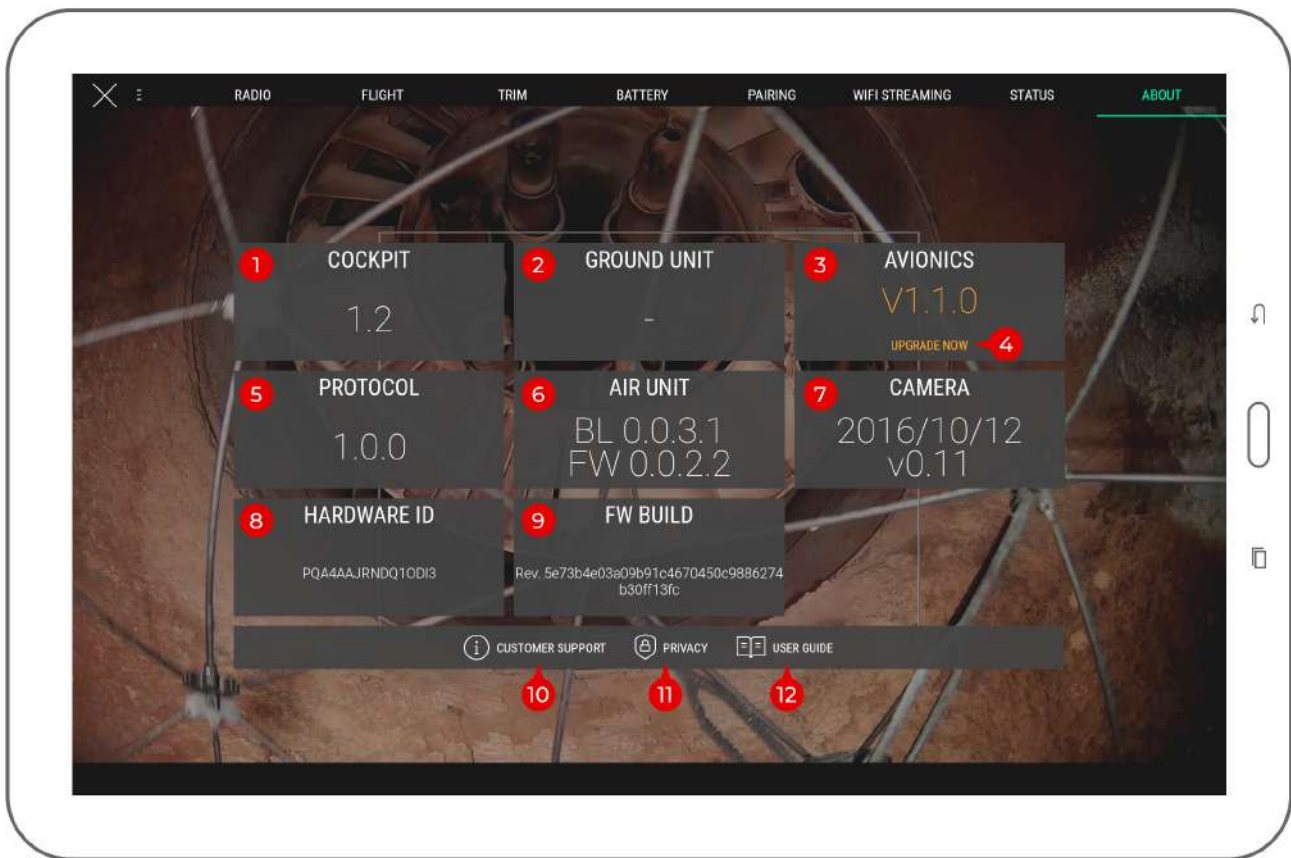 RADIO FLIGHT TRIM BATTERY PAIRING WIFI STREAMING STATUS ABOUT
1 COCKPIT
1.2
2 GROUND UNIT
-
3 AVIONICS
V1.1.0
UPGRADE NOW 4
5 PROTOCOL
1.0.0
6 AIR UNIT
BL 0.0.3.1
FW 0.0.2.2
7 CAMERA
2016/10/12
v0.11
8 HARDWARE ID
PQA4AAJRNDQ1ODI3
9 FW BUILD
Rev. 5e73b4e03a09b91c4670450c9886274
b30ff13fc
CUSTOMER SUPPORT PRIVACY USER GUIDE
10 11 12